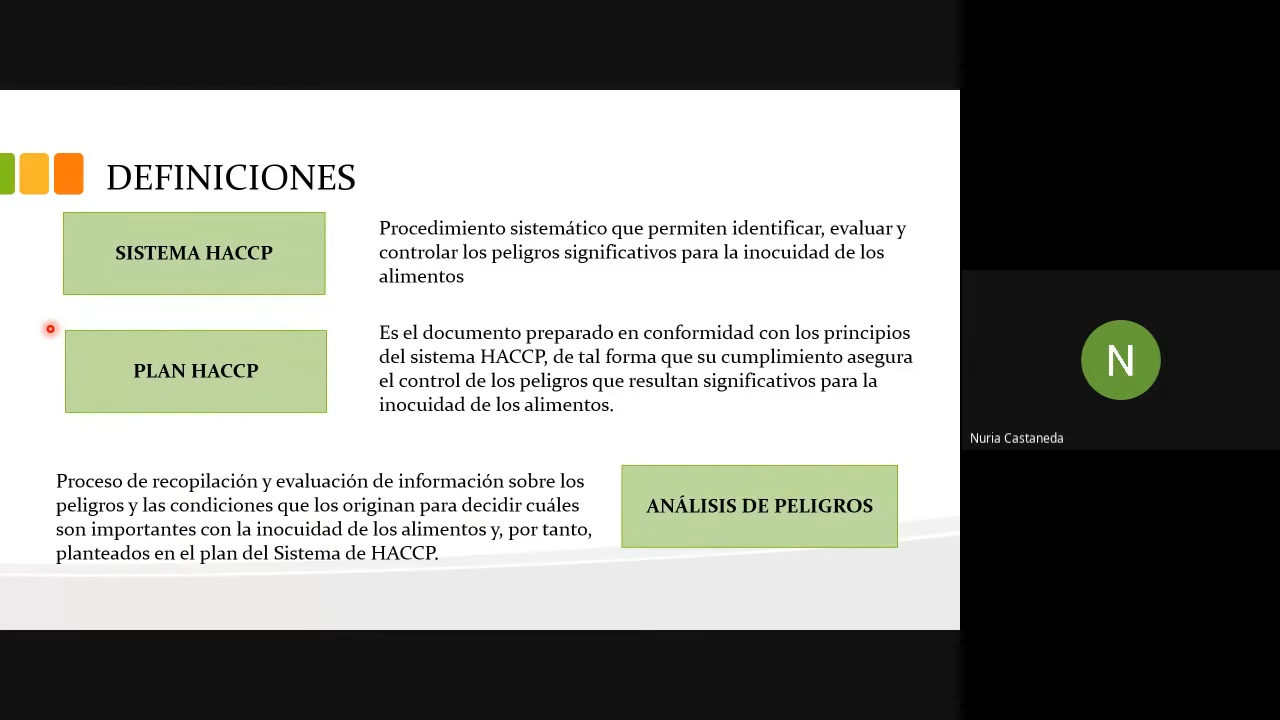 DEFINICIONES
SISTEMA HACCP
Procedimiento sistemático que permiten identificar, evaluar y
controlar los peligros significativos para la inocuidad de los
alimentos
PLAN HACCP
Es el documento preparado en conformidad con los principios
del sistema HACCP, de tal forma que su cumplimiento asegura
el control de los peligros que resultan significativos para la
inocuidad de los alimentos.
Proceso de recopilación y evaluación de información sobre los
peligros y las condiciones que los originan para decidir cuáles
son importantes con la inocuidad de los alimentos y, por tanto,
planteados en el plan del Sistema de HACCP.
ANÁLISIS DE PELIGROS
N
Nuria Castaneda